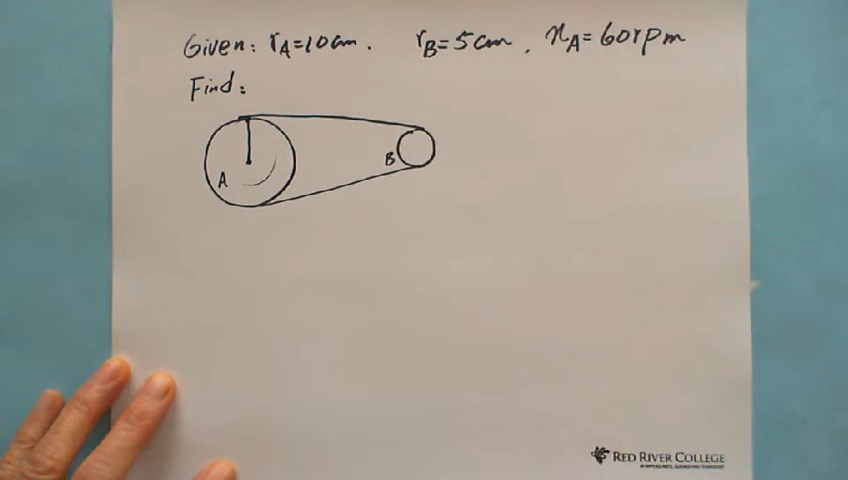 Given: rA=10cm. rB=5cm, nA=60rpm
Find:
A
B
RED RIVER COLLEGE